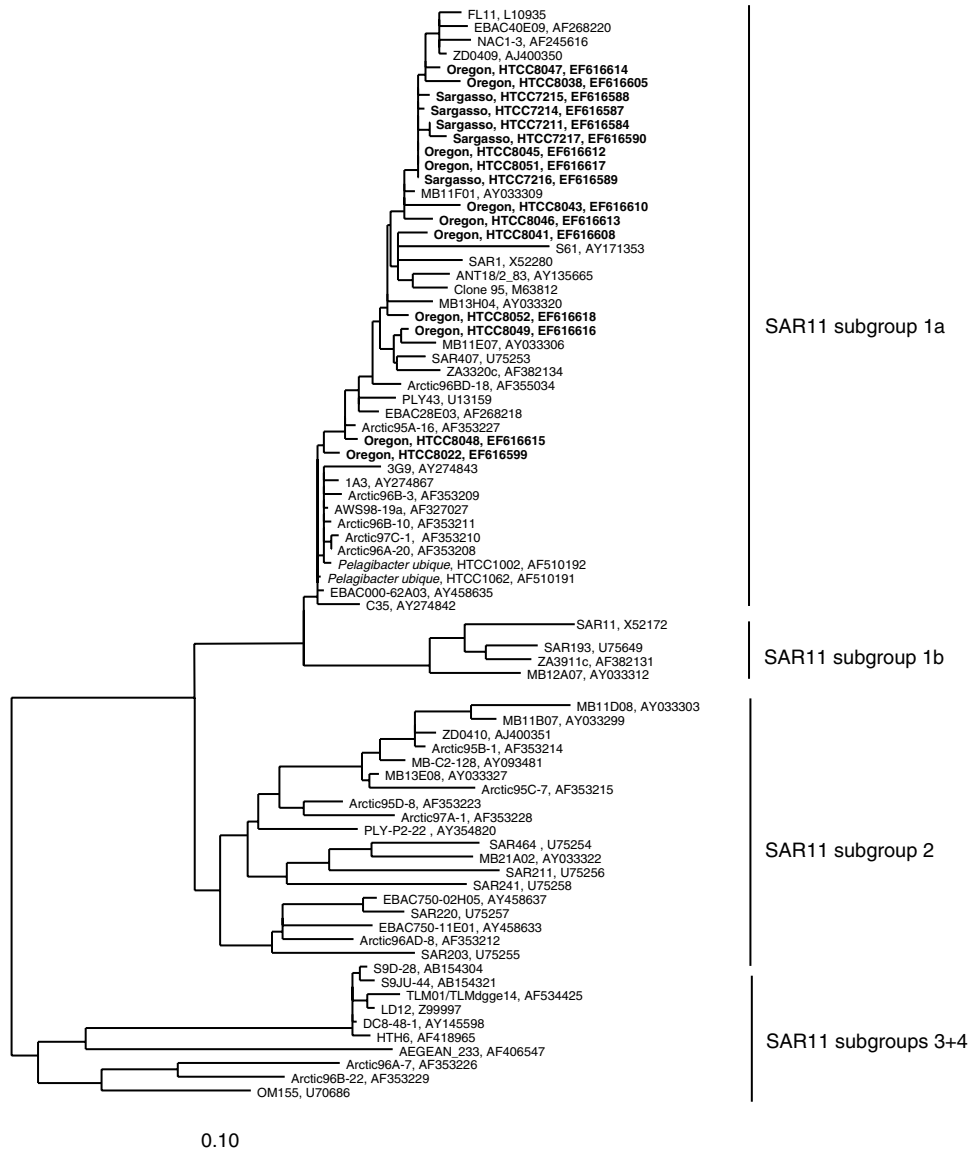 FL11, L10935
EBAC40E09, AF268220
NAC1-3, AF245616
ZD0409, AJ400350
Oregon, HTCC8047, EF616614
Oregon, HTCC8038, EF616605
Sargasso, HTCC7215, EF616588
Sargasso, HTCC7214, EF616587
Sargasso, HTCC7211, EF616584
Sargasso, HTCC7217, EF616590
Oregon, HTCC8045, EF616612
Oregon, HTCC8051, EF616617
Sargasso, HTCC7216, EF616589
MB11F01, AY033309
Oregon, HTCC8043, EF616610
Oregon, HTCC8046, EF616613
Oregon, HTCC8041, EF616608
S61, AY171353
SAR1, X52280
ANT18/2_83, AY135665
Clone 95, M63812
MB13H04, AY033320
Oregon, HTCC8052, EF616618
Oregon, HTCC8049, EF616616
MB11E07, AY033306
SAR407, U75253
ZA3320c, AF382134
Arctic96BD-18, AF355034
PLY43, U13159
EBAC28E03, AF268218
Arctic95A-16, AF353227
Oregon, HTCC8048, EF616615
Oregon, HTCC8022, EF616599
3G9, AY274843
1A3, AY274867
Arctic96B-3, AF353209
AWS98-19a, AF327027
Arctic96B-10, AF353211
Arctic97C-1, AF353210
Arctic96A-20, AF353208
Pelagibacter ubique, HTCC1002, AF510192
Pelagibacter ubique, HTCC1062, AF510191
EBAC000-62A03, AY458635
C35, AY274842
SAR11 subgroup 1a
SAR11, X52172
SAR193, U75649
ZA3911c, AF382131
MB12A07, AY033312
SAR11 subgroup 1b
MB11D08, AY033303
MB11B07, AY033299
ZD0410, AJ400351
Arctic95B-1, AF353214
MB-C2-128, AY093481
MB13E08, AY033327
Arctic95C-7, AF353215
Arctic95D-8, AF353223
Arctic97A-1, AF353228
PLY-P2-22 , AY354820
SAR464 , U75254
MB21A02, AY033322
SAR211, U75256
SAR241, U75258
EBAC750-02H05, AY458637
SAR220, U75257
EBAC750-11E01, AY458633
Arctic96AD-8, AF353212
SAR203, U75255
SAR11 subgroup 2
S9D-28, AB154304
S9JU-44, AB154321
TLM01/TLMdgge14, AF534425
LD12, Z99997
DC8-48-1, AY145598
HTH6, AF418965
AEGEAN_233, AF406547
Arctic96A-7, AF353226
Arctic96B-22, AF353229
OM155, U70686
SAR11 subgroups 3+4
0.10